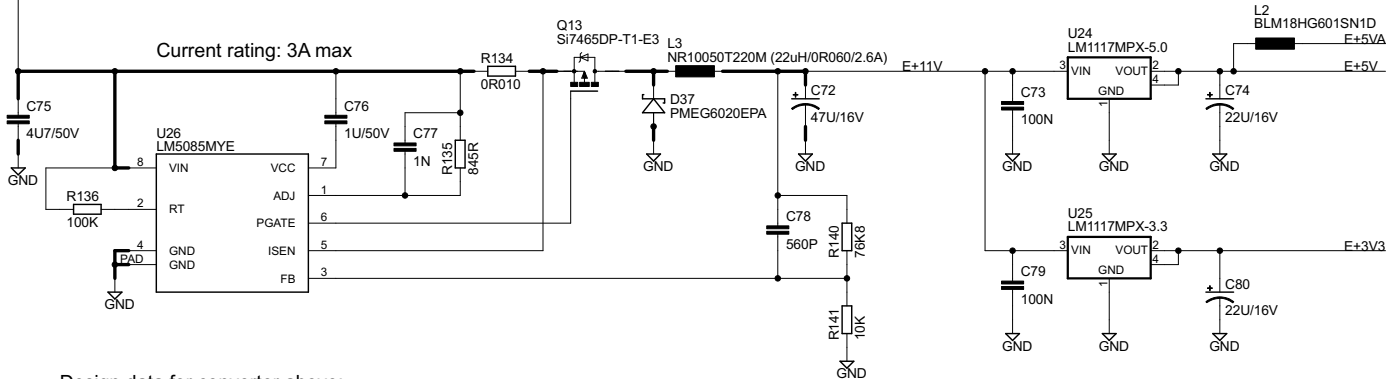 Q13
Si7465DP-T1-E3
L2
BLM18HG601SN1D
Current rating: 3A max
R134
0R010
L3
NR10050T220M (22uH/0R060/2.6A)
E+11V
U24
LM1117MPX-5.0
E+5VA
E+5V
3
VIN
VOUT
2
4
GND
1
C75
4U7/50V
GND
C76
1U/50V
C77
1N
R135
845R
D37
PMEG6020EPA
GND
C72
47U/16V
GND
C73
100N
GND
GND
C74
22U/16V
GND
U26
LM5085MYE
8
VIN
VCC
7
R136
100K
2
RT
ADJ
1
PGATE
6
4
GND
ISEN
5
PAD
GND
FB
3
GND
C78
560P
R140
76K8
R141
10K
GND
U25
LM1117MPX-3.3
3
VIN
VOUT
2
4
GND
1
E+3V3
C79
100N
GND
GND
C80
22U/16V
GND